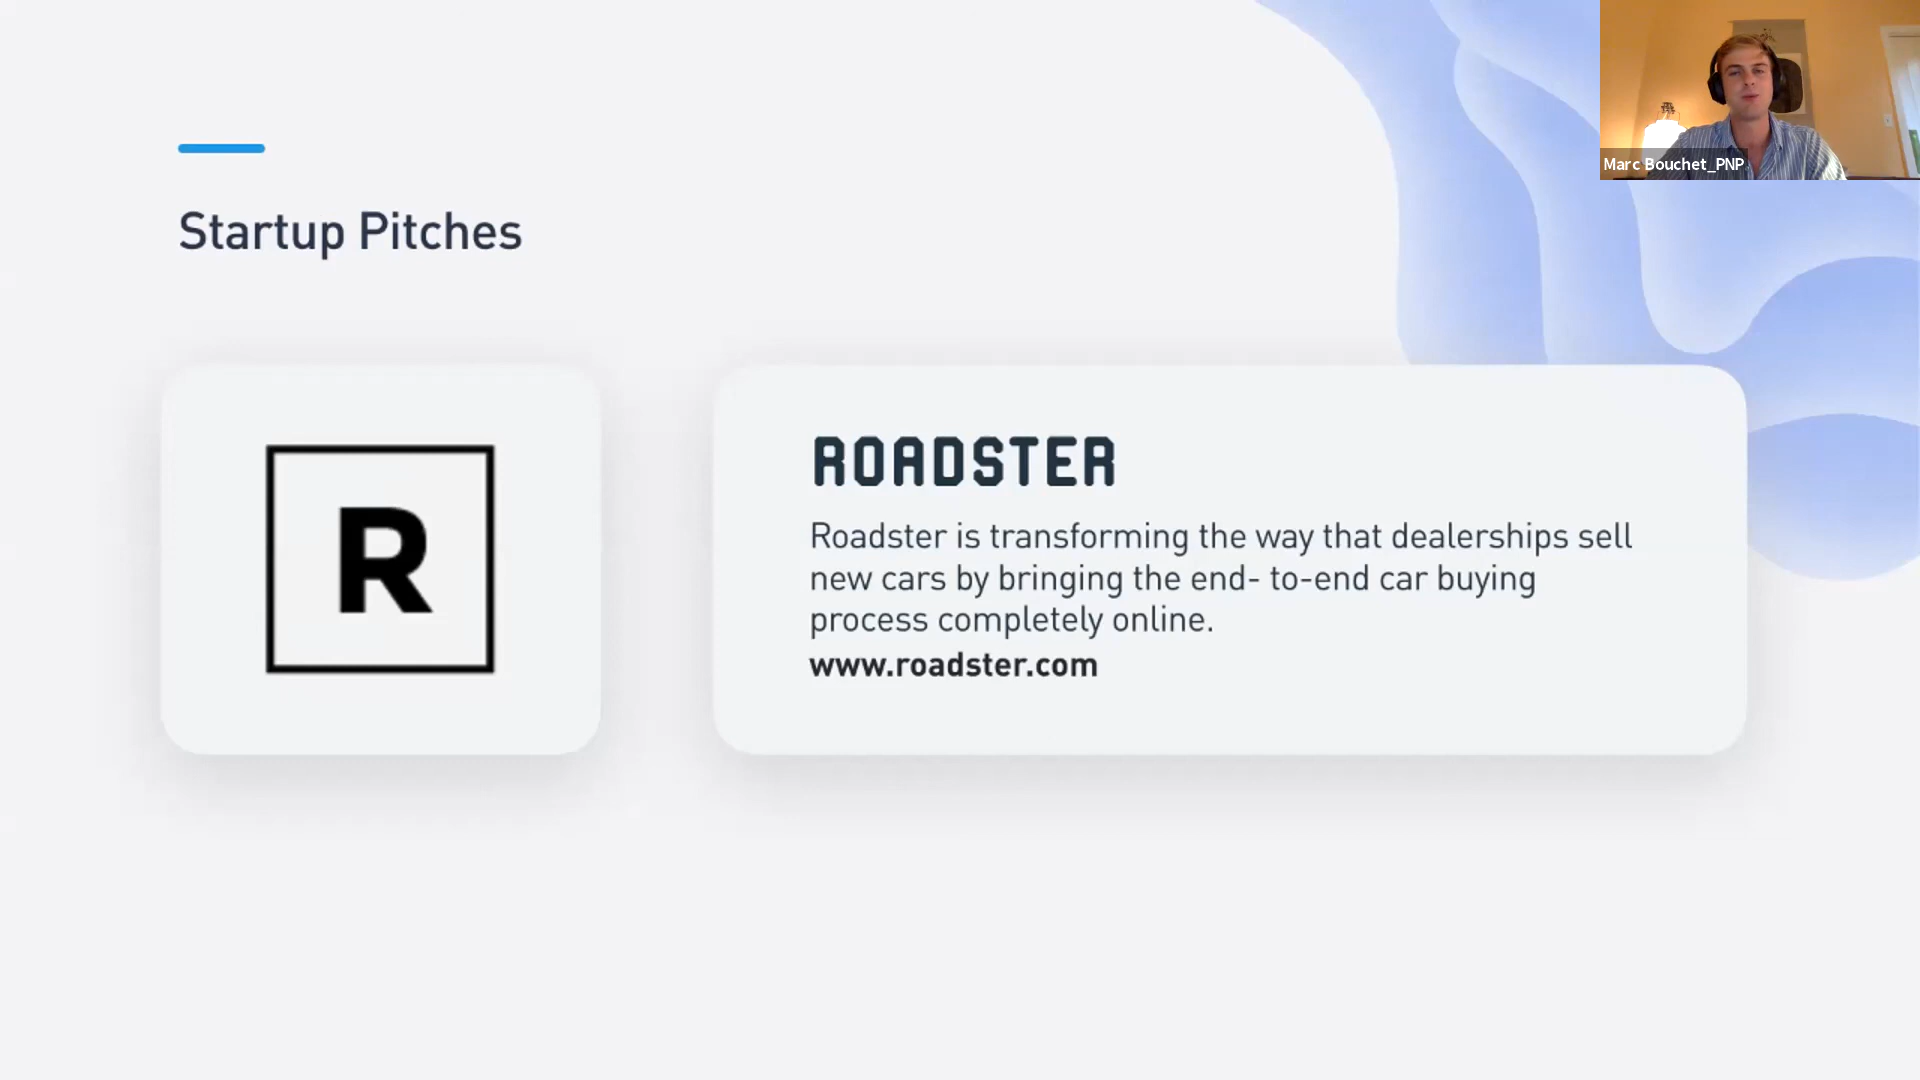 Marc Bouchet_PNP
Startup Pitches
R
ROADSTER
Roadster is transforming the way that dealerships sell
new cars by bringing the end- to-end car buying
process completely online.
www.roadster.com